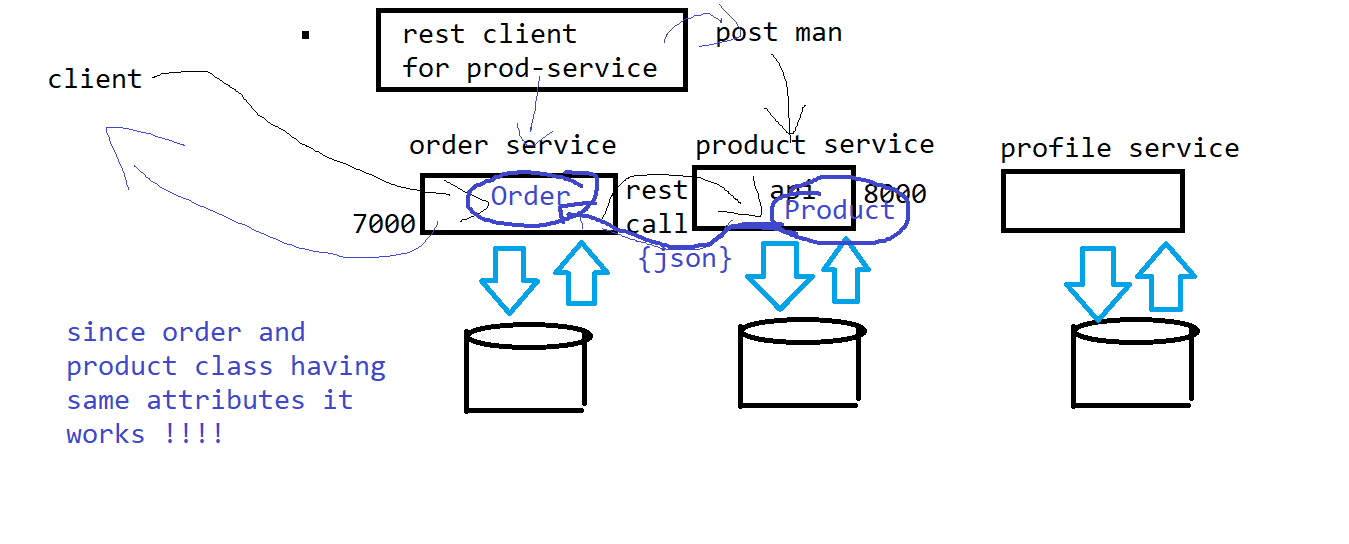 rest client
for prod-service
post man
client
order service
product service
profile service
Order
rest
call
api
8000
Product
7000
{json}
since order and
product class having
same attributes it
works !!!!